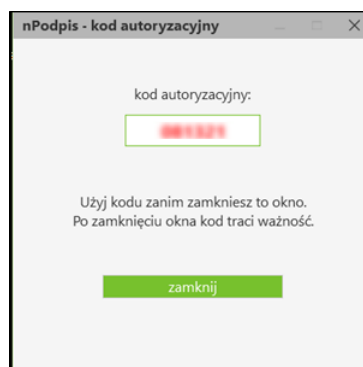 nPodpis - kod autoryzacyjny
kod autoryzacyjny:
Użyj kodu zanim zamkniesz to okno.
Po zamknięciu okna kod traci ważność.
zamknij